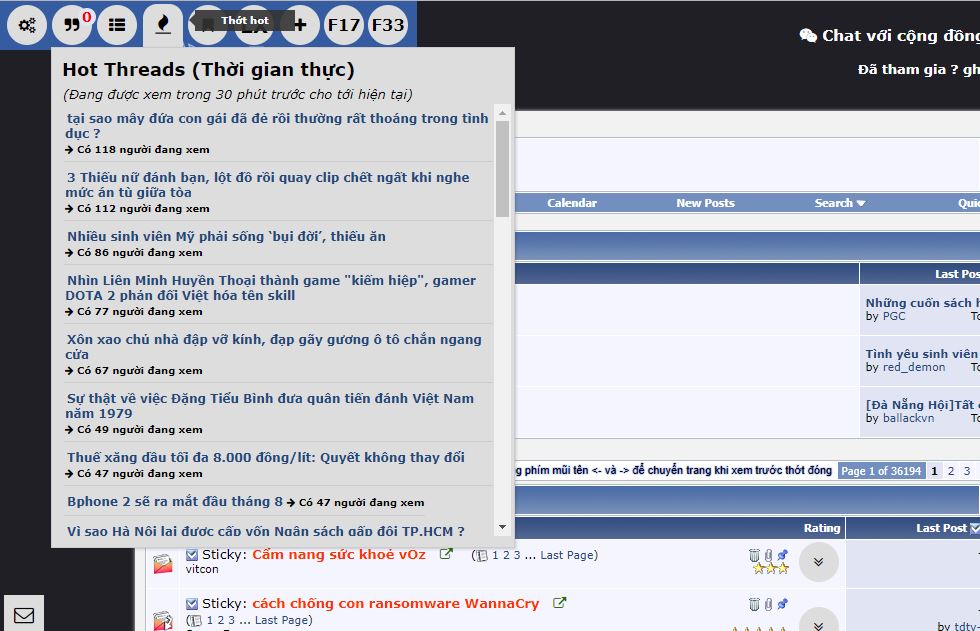 0
Thớt hot
F17
F33
Chat với cộng đồng
Đã tham gia ?
Hot Threads (Thời gian thực)
(Đang được xem trong 30 phút trước cho tới hiện tại)
tại sao mấy đứa con gái đã đẻ rồi thường rất thoáng trong tình
dục ?
Có 118 người đang xem
3 Thiếu nữ đánh bạn, lột đồ rồi quay clip chết ngất khi nghe
mức án tù giữa tòa
Có 112 người đang xem
Nhiều sinh viên Mỹ phải sống ‘bụi đời’, thiếu ăn
Có 86 người đang xem
Nhìn Liên Minh Huyền Thoại thành game "kiếm hiệp", gamer
DOTA 2 phản đối Việt hóa tên skill
Có 77 người đang xem
Xôn xao chủ nhà đập vỡ kính, đạp gãy gương ô tô chắn ngang
cửa
Có 67 người đang xem
Sự thật về việc Đặng Tiểu Bình đưa quân tiến đánh Việt Nam
năm 1979
Có 49 người đang xem
Thuế xăng dầu tối đa 8.000 đồng/lít: Quyết không thay đổi
Có 47 người đang xem
Bphone 2 sẽ ra mắt đầu tháng 8 Có 47 người đang xem
Vì sao Hà Nội lại được cấp vốn Ngân sách gấp đôi TP.HCM ?
Calendar New Posts Search Quic
Last Pos
Những cuốn sách
by PGC
Tình yêu sinh viên
by red_demon
[Đà Nẵng Hội]Tất
by ballackvn
phím mũi tên <- và -> để chuyển trang khi xem trước thớt đóng Page 1 of 36194 1 2 3
Rating Last Post
Sticky: Cẩm nang sức khoẻ vOz (1 2 3 ... Last Page)
vitcon
Sticky: cách chống con ransomware WannaCry
(1 2 3 ... Last Page)
by tdtv-